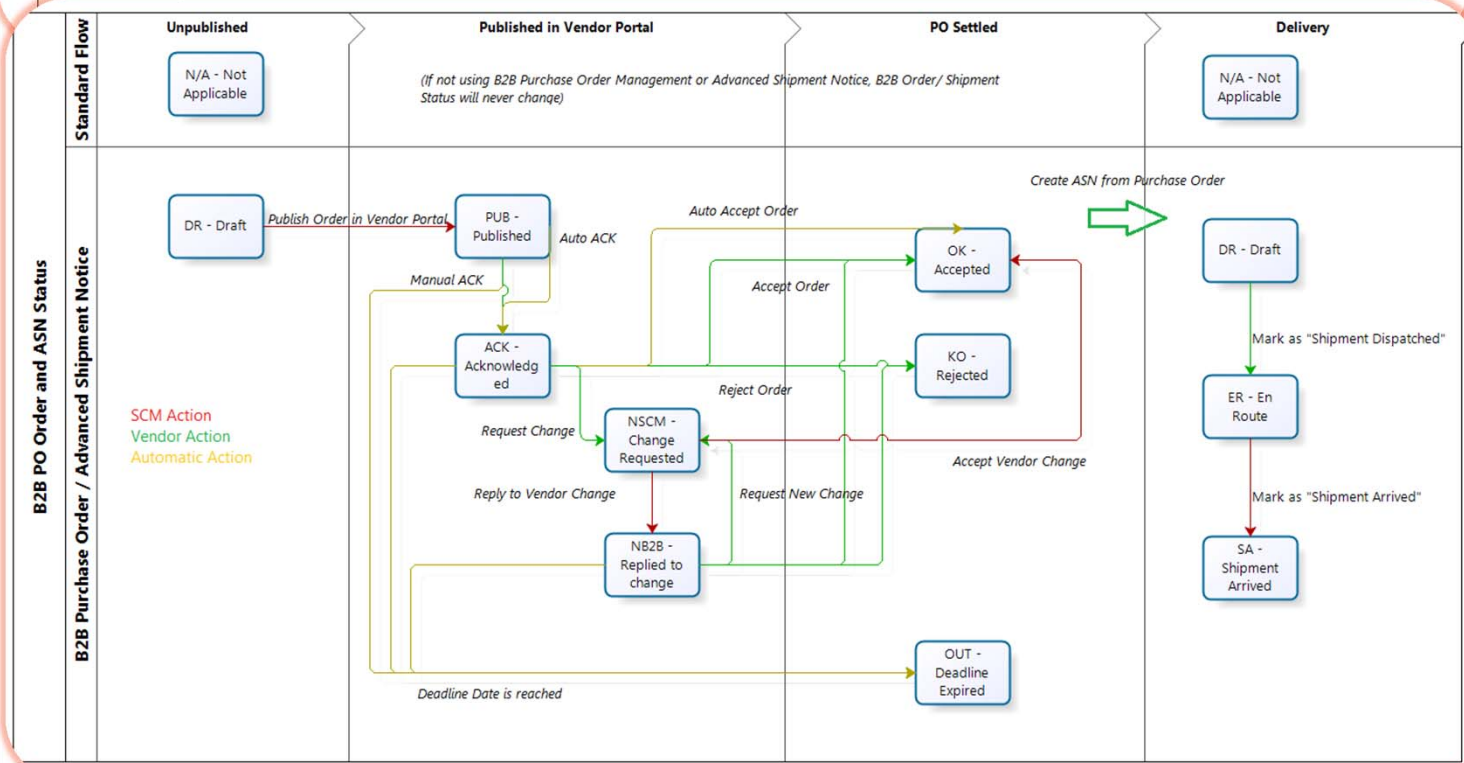 Unpublished
Published in Vendor Portal
PO Settled
Delivery
B2B PO Order and ASN Status
Standard Flow
N/A - Not
Applicable
(If not using B2B Purchase Order Management or Advanced Shipment Notice, B2B Order/ Shipment
Status will never change)
N/A - Not
Applicable
B2B Purchase Order / Advanced Shipment Notice
DR - Draft
Publish Order in Vendor Portal
PUB -
Published
Auto ACK
Manual ACK
ACK -
Acknowledg
ed
Auto Accept Order
Accept Order
OK -
Accepted
Reject Order
KO -
Rejected
Request Change
NSCM -
Change
Requested
Accept Vendor Change
Reply to Vendor Change
Request New Change
NB2B -
Replied to
change
Deadline Date is reached
OUT -
Deadline
Expired
SCM Action
Vendor Action
Automatic Action
Create ASN from Purchase Order
DR - Draft
Mark as "Shipment Dispatched"
ER - En
Route
Mark as "Shipment Arrived"
SA -
Shipment
Arrived